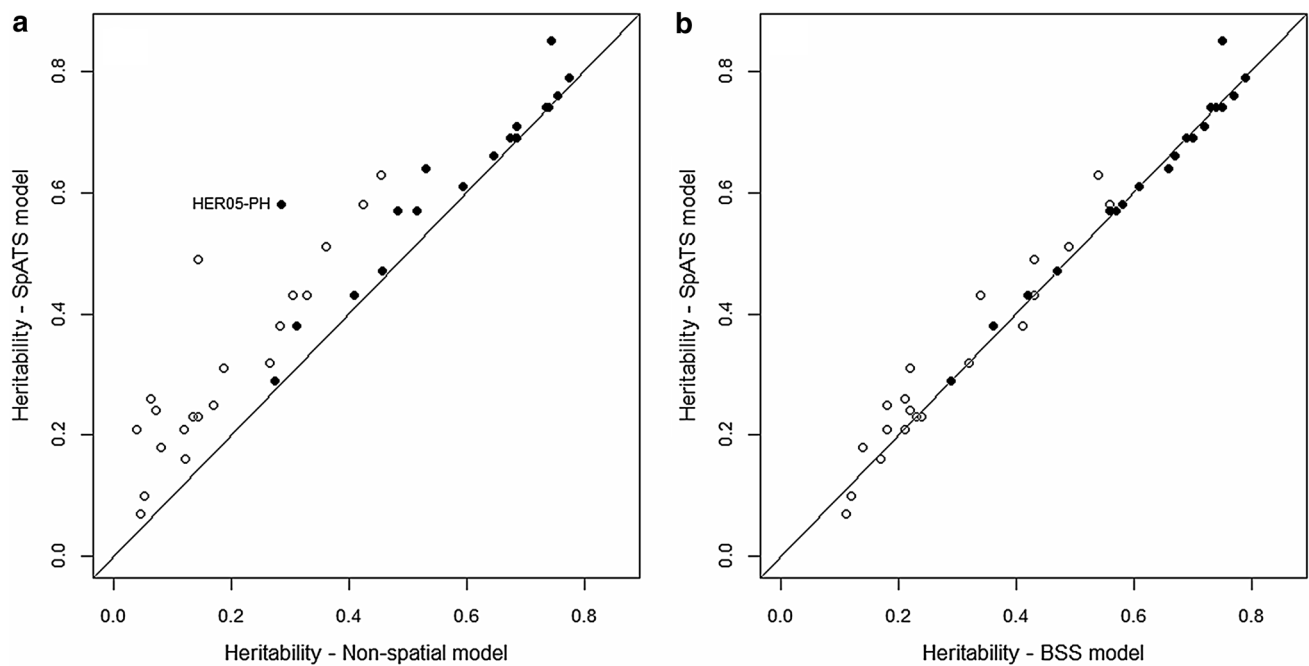 a
0.8
0.6
0.4
0.2
0.0
Heritability - SpATS model
HER05-PH
0.0 0.2 0.4 0.6 0.8
Heritability - Non-spatial model
b
0.8
0.6
0.4
0.2
0.0
Heritability - SpATS model
0.0 0.2 0.4 0.6 0.8
Heritability - BSS model